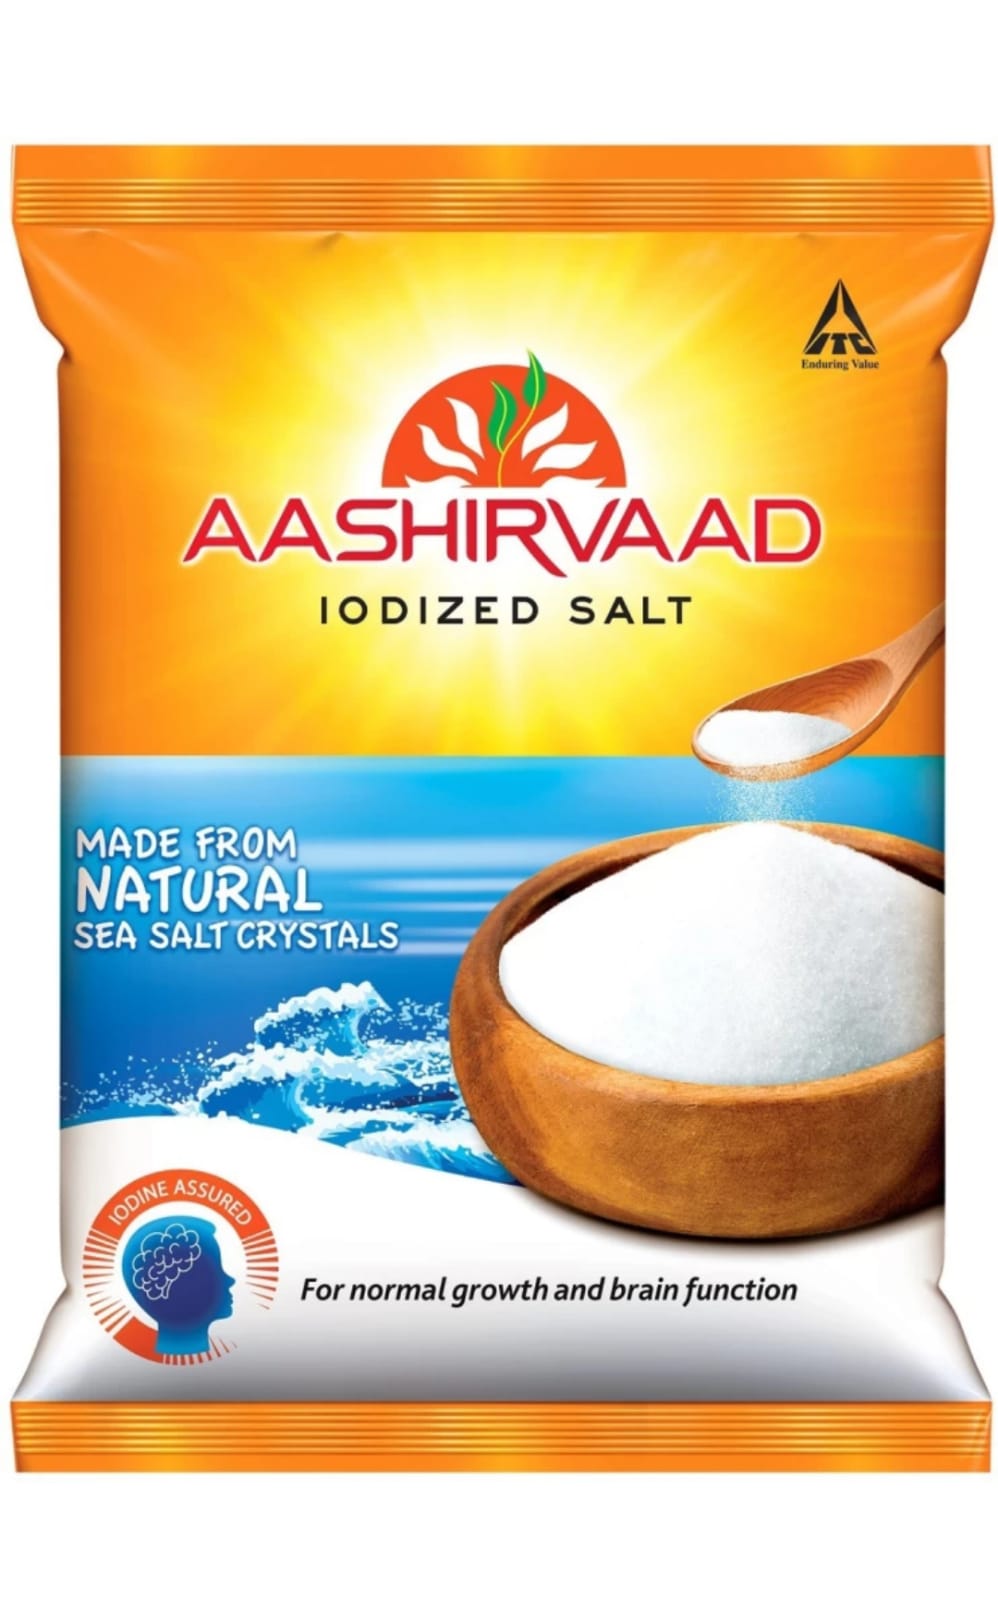 ITC
Enduring Value
AASHIRVAAD
IODIZED SALT
MADE FROM
NATURAL
SEA SALT CRYSTALS
IODINE ASSURED
For normal growth and brain function